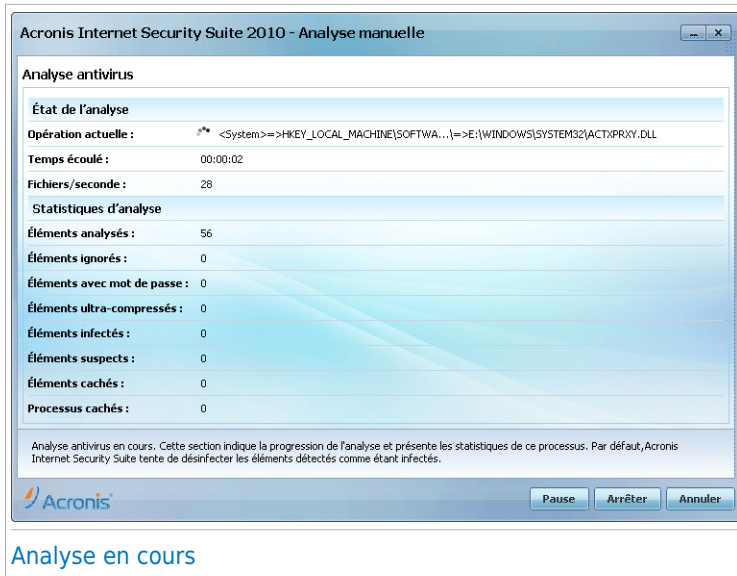 Acronis Internet Security Suite 2010 - Analyse manuelle
Analyse antivirus
État de l'analyse
Opération actuelle : <System>=>HKEY_LOCAL_MACHINE\SOFTWA...\=>E:\WINDOWS\SYSTEM32\ACTXPRXY.DLL
Temps écoulé : 00:00:02
Fichiers/seconde : 28
Statistiques d'analyse
Éléments analysés : 56
Éléments ignorés : 0
Éléments avec mot de passe : 0
Éléments ultra-compressés : 0
Éléments infectés : 0
Éléments suspects : 0
Éléments cachés : 0
Processus cachés : 0
Analyse antivirus en cours. Cette section indique la progression de l'analyse et présente les statistiques de ce processus. Par défaut,Acronis
Internet Security Suite tente de désinfecter les éléments détectés comme étant infectés.
Acronis
Pause Arrêter Annuler
Analyse en cours